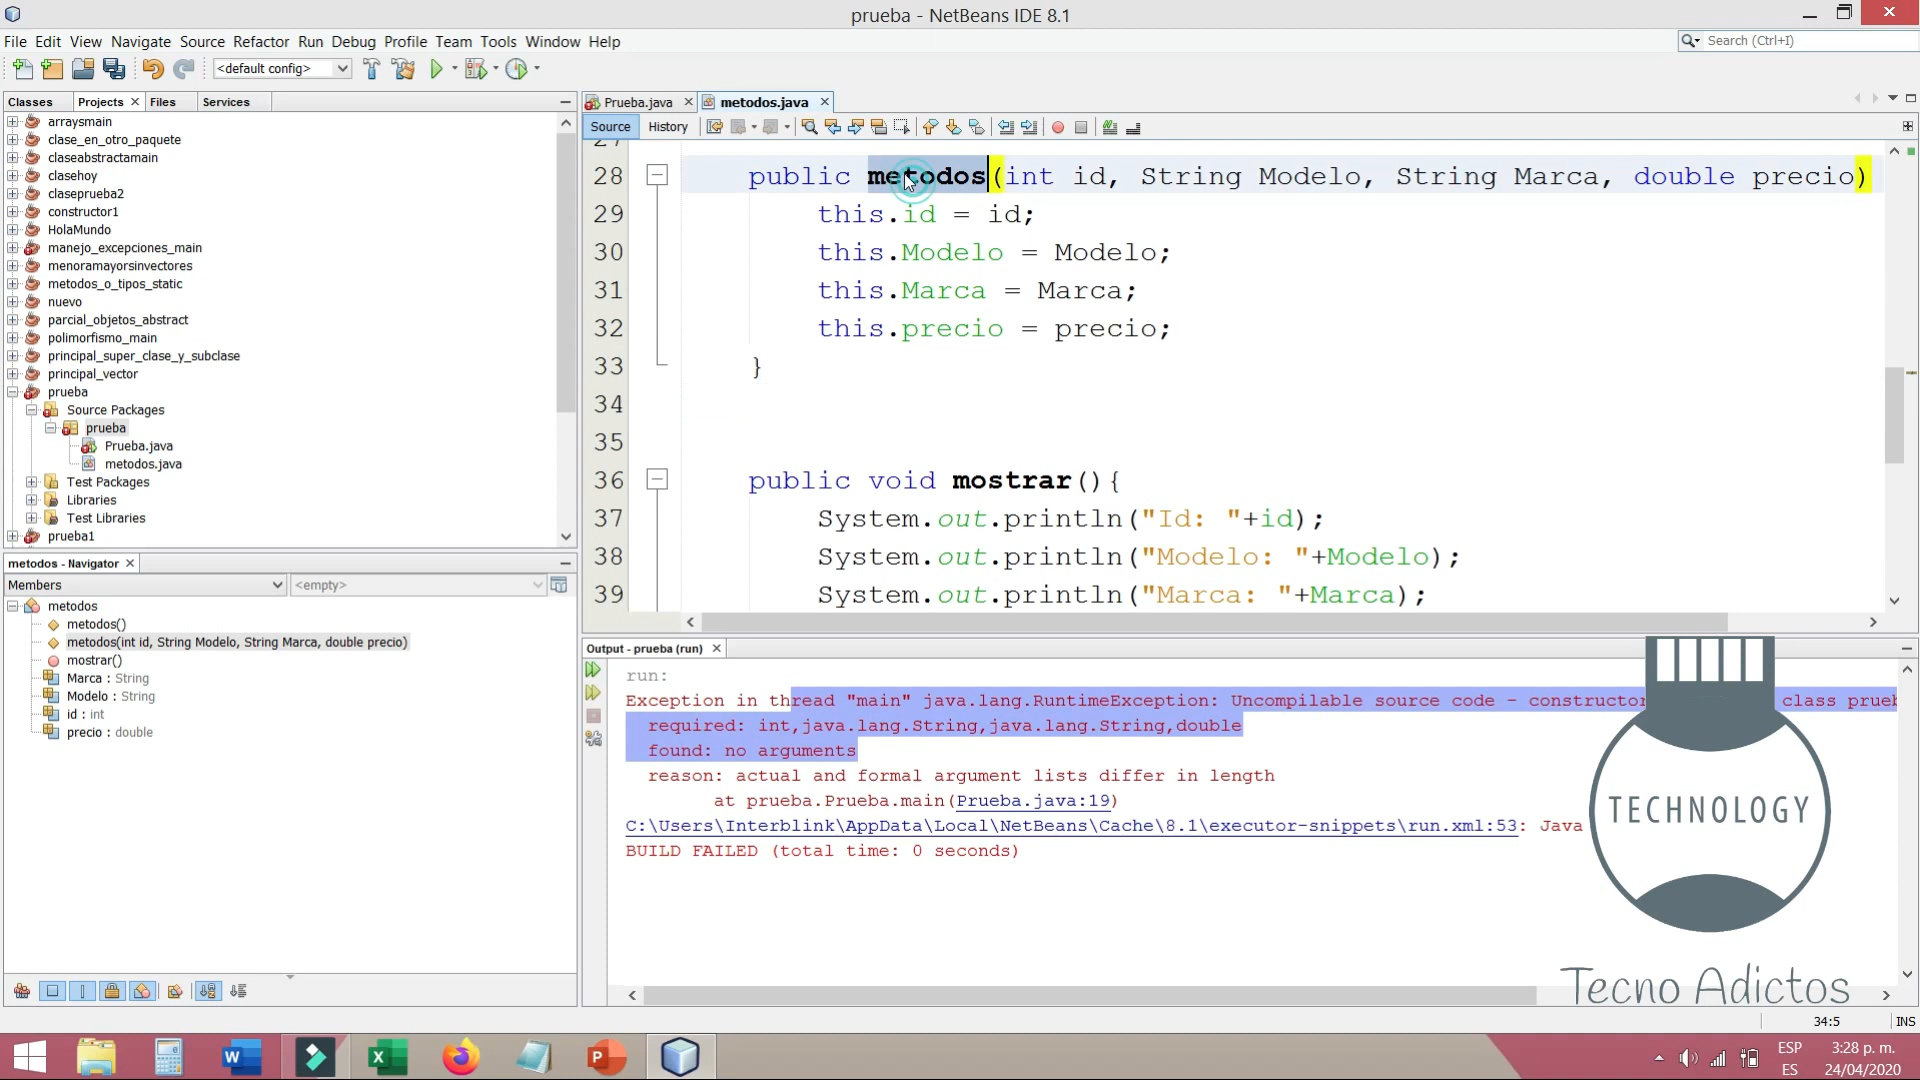 prueba - NetBeans IDE 8.1
File Edit View Navigate Source Refactor Run Debug Profile Team Tools Window Help
Search (Ctrl+I)
<default config>
Classes Projects Files Services
arraysmain
clase_en_otro_paquete
claseabstractamain
clasehoy
claseprueba2
constructor1
HolaMundo
manejo_excepciones_main
menoramayorsinvectores
metodos_o_tipos_static
nuevo
parcial_objetos_abstract
polimorfismo_main
principal_super_clase_y_subclase
principal_vector
prueba
Source Packages
prueba
Prueba.java
metodos.java
Test Packages
Libraries
Test Libraries
prueba1
metodos - Navigator
Members <empty>
metodos
metodos()
metodos(int id, String Modelo, String Marca, double precio)
mostrar()
Marca : String
Modelo : String
id : int
precio : double
Prueba.java metodos.java
Source History
27
28 public metodos(int id, String Modelo, String Marca, double precio)
29 this.id = id;
30 this.Modelo = Modelo;
31 this.Marca = Marca;
32 this.precio = precio;
33 }
34
35
36 public void mostrar(){
37 System.out.println("Id: "+id);
38 System.out.println("Modelo: "+Modelo);
39 System.out.println("Marca: "+Marca);
Output - prueba (run)
run:
Exception in thread "main" java.lang.RuntimeException: Uncompilable source code - constructor class prueb
required: int,java.lang.String,java.lang.String,double
found: no arguments
reason: actual and formal argument lists differ in length
at prueba.Prueba.main(Prueba.java:19)
C:\Users\Interblink\AppData\Local\NetBeans\Cache\8.1\executor-snippets\run.xml:53: Java
BUILD FAILED (total time: 0 seconds)
TECHNOLOGY
Tecno Adictos
34:5 INS
ESP 3:28 p. m.
ES 24/04/2020